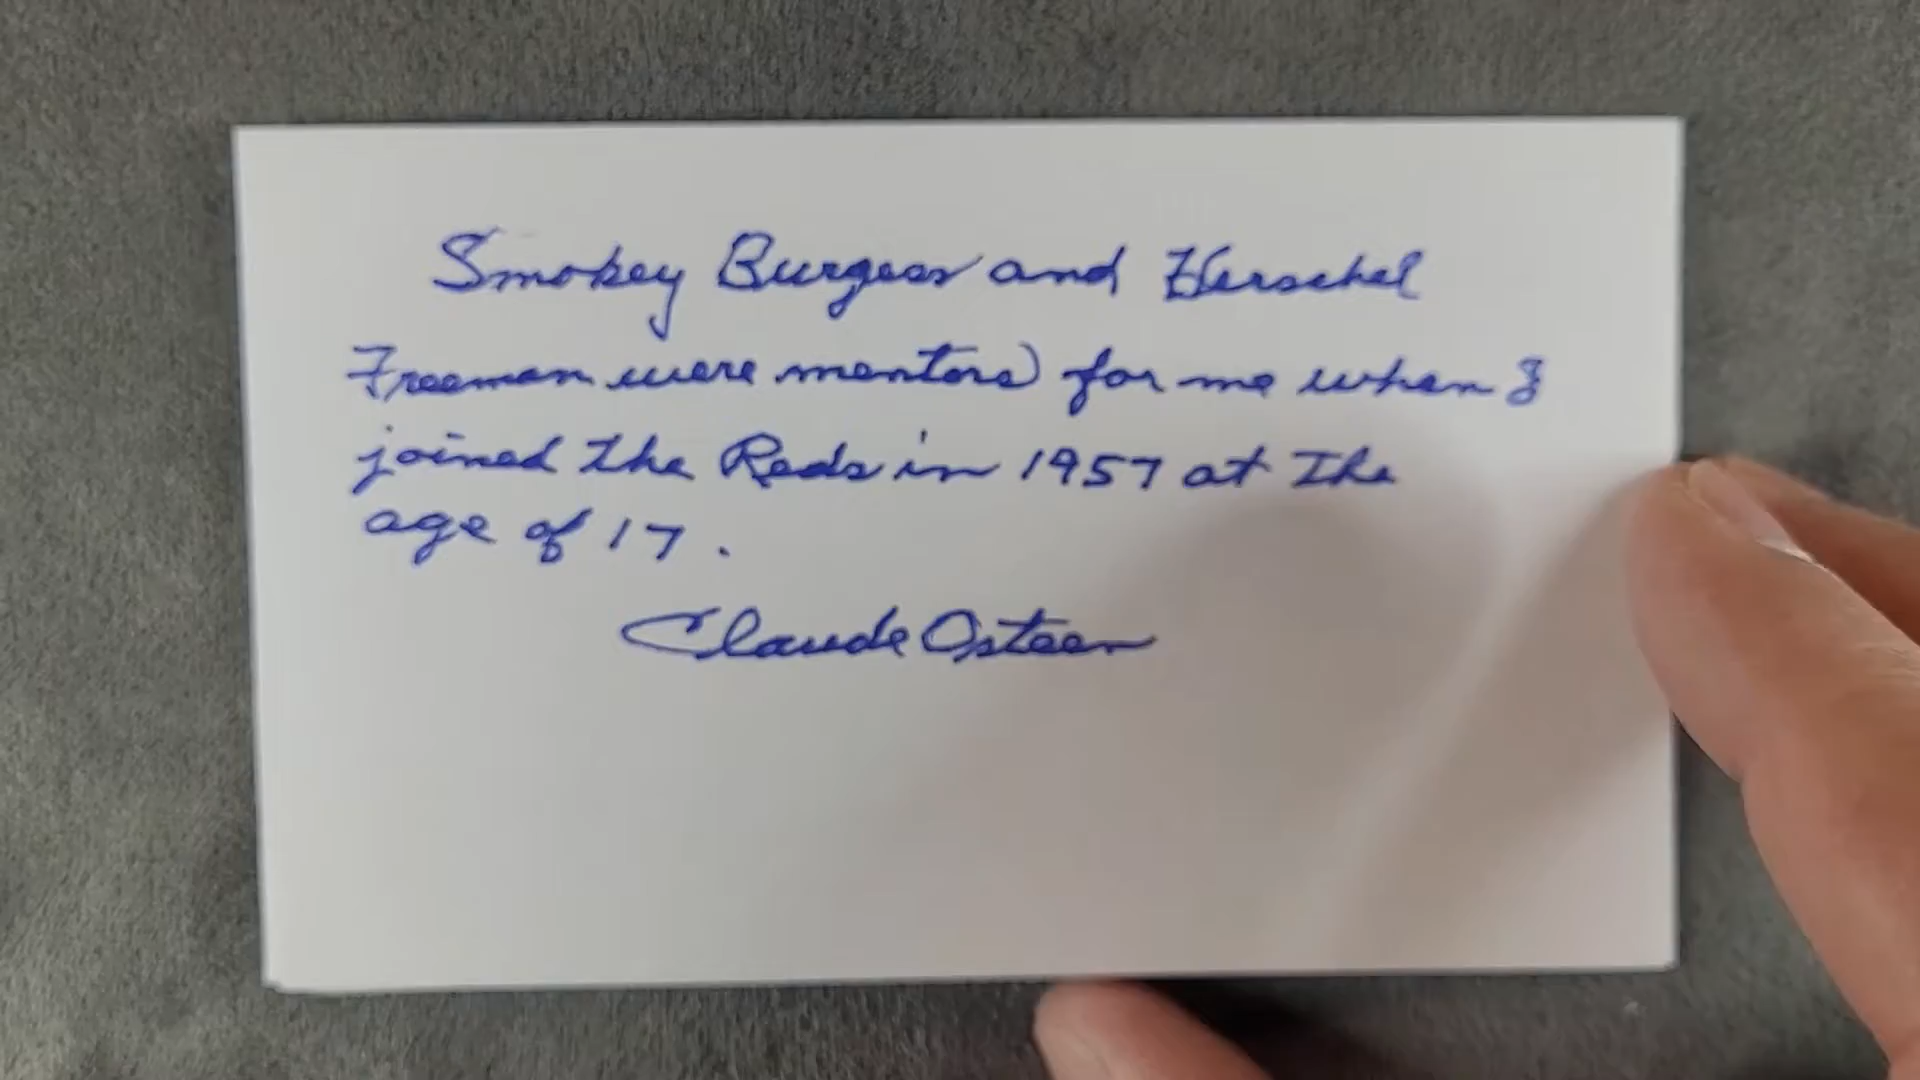 Smokey Burgess and Herschel
Freeman were mentors for me when I
joined the Reds in 1957 at the
age of 17.
Claude Osteen